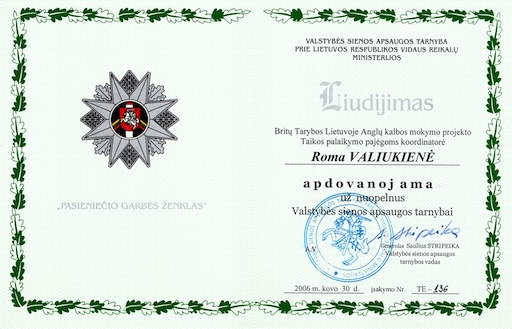 „PASIENIEČIO GARBĖS ŽENKLAS"
VALSTYBĖS SIENOS APSAUGOS TARNYBA
PRIE LIETUVOS RESPUBLIKOS VIDAUS REIKALŲ
MINISTERIJOS
Liudijimas
Britų Tarybos Lietuvoje Anglų kalbos mokymo projekto
Taikos palaikymo pajėgoms koordinatorė
Roma VALIUKIENĖ
apdovanojama
už nuopelnus
Valstybės sienos apsaugos tarnybai
A.V.
Generolas Saulius STRIPEIKA
Valstybės sienos apsaugos
tarnybos vadas
2006 m. kovo 30 d. įsakymo Nr. TE-136